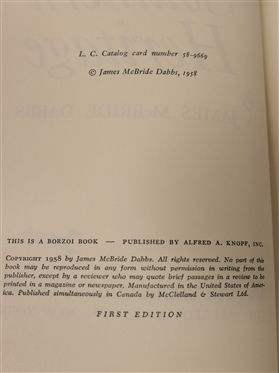 L. C. Catalog card number 58-9669
© James McBride Dabbs, 1958
THIS IS A BORZOI BOOK — PUBLISHED BY ALFRED A. KNOPF, INC.
Copyright 1958 by James McBride Dabbs. All rights reserved. No part of this
book may be reproduced in any form without permission in writing from the
publisher, except by a reviewer who may quote brief passages in a review to be
printed in a magazine or newspaper. Manufactured in the United States of Amer-
ica. Published simultaneously in Canada by McClelland & Stewart Ltd.
FIRST EDITION